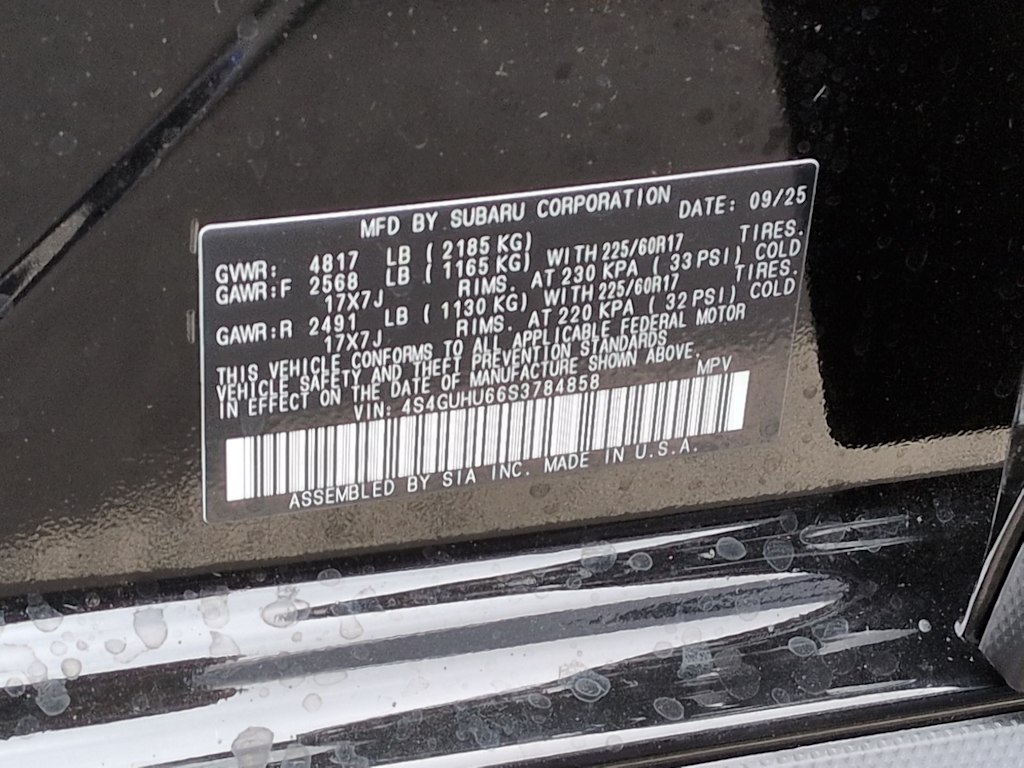 MFD BY SUBARU CORPORATION DATE: 09/25
GVWR: 4817 LB ( 2185 KG)
GAWR:F 2568 LB ( 1165 KG) WITH 225/60R17 TIRES.
17X7J RIMS. AT 230 KPA ( 33 PSI) COLD
GAWR:R 2491 LB ( 1130 KG) WITH 225/60R17 TIRES.
17X7J RIMS. AT 220 KPA ( 32 PSI) COLD
THIS VEHICLE CONFORMS TO ALL APPLICABLE FEDERAL MOTOR
VEHICLE SAFETY AND THEFT PREVENTION STANDARDS
IN EFFECT ON THE DATE OF MANUFACTURE SHOWN ABOVE.
VIN: 4S4GUHU66S3784858 MPV
ASSEMBLED BY SIA INC. MADE IN U.S.A.